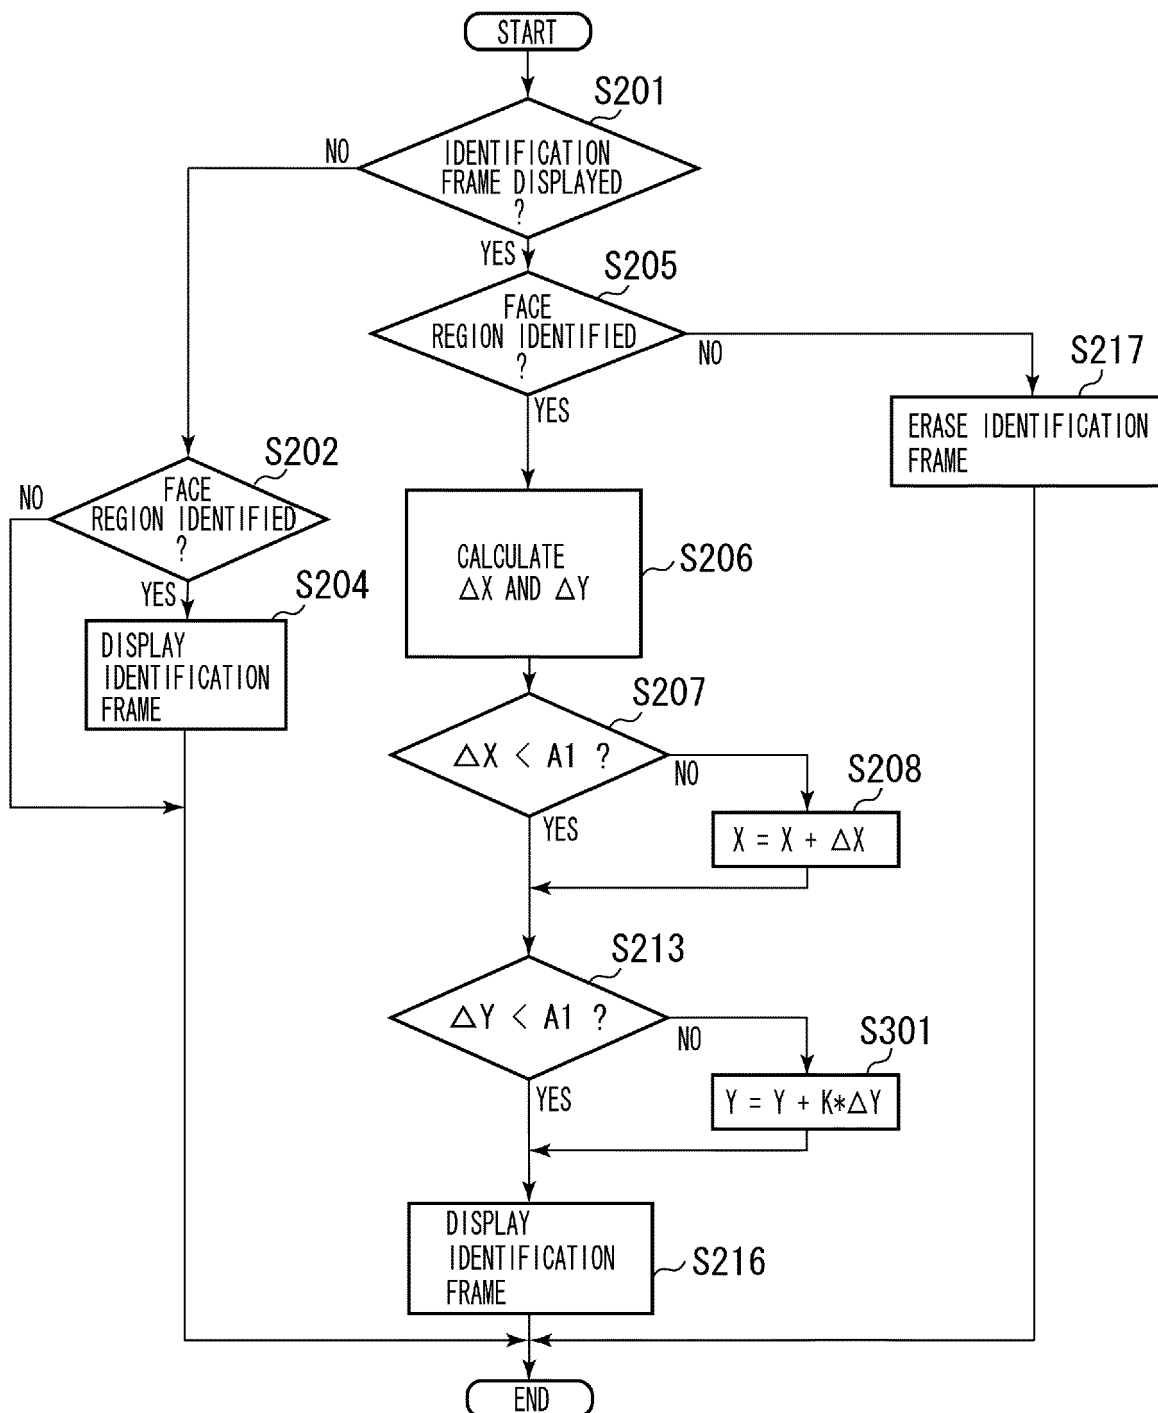 START
S201
NO
IDENTIFICATION
FRAME DISPLAYED
?
YES
S205
FACE
REGION IDENTIFIED
?
NO
YES
S217
ERASE IDENTIFICATION
FRAME
S202
NO
FACE
REGION IDENTIFIED
?
YES
S204
DISPLAY
IDENTIFICATION
FRAME
CALCULATE
△X AND △Y
S206
S207
△X < A1 ?
NO
YES
S208
X = X + △X
S213
△Y < A1 ?
NO
YES
S301
Y = Y + K*△Y
DISPLAY
IDENTIFICATION
FRAME
S216
END